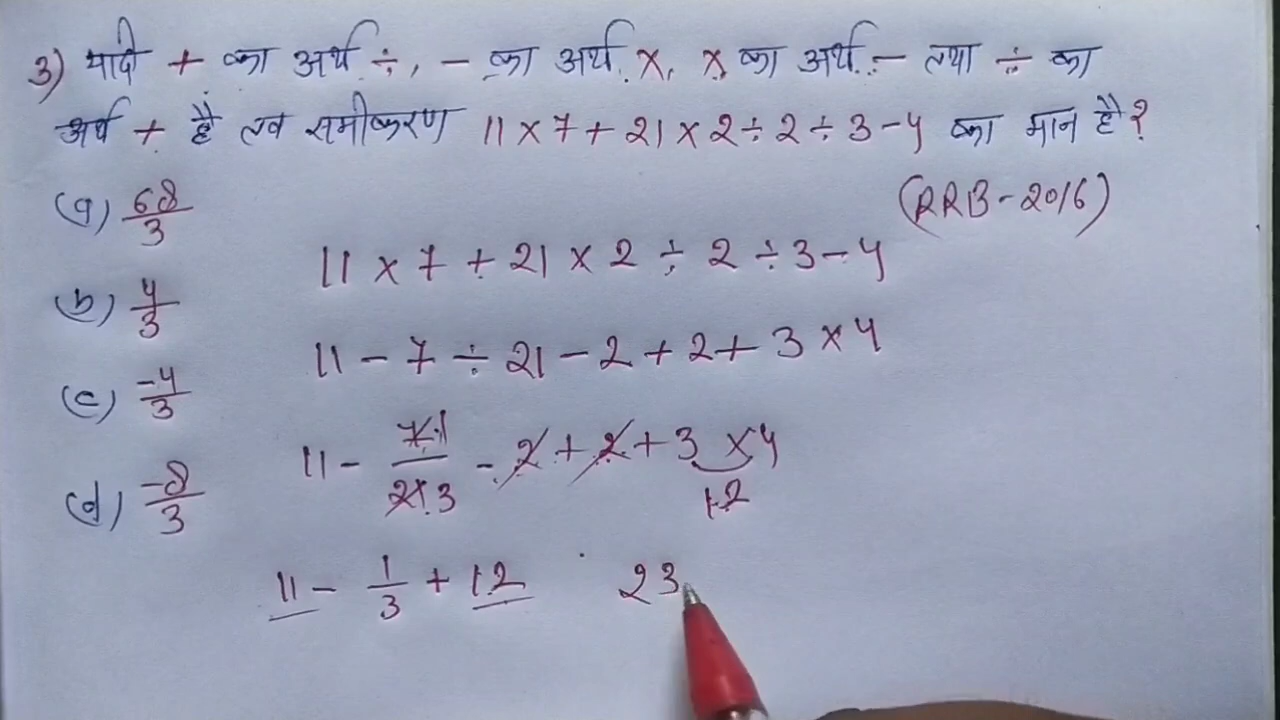 3) यदि + का अर्थ ÷, - का अर्थ ×, × का अर्थ - तथा ÷ का
अर्थ + है तब समीकरण 11 × 7 + 21 × 2 ÷ 2 ÷ 3 - 4 का मान है?
(RRB - 2016)
(a) 68/3
(b) 4/3
(c) -4/3
(d) -8/3
11 × 7 + 21 × 2 ÷ 2 ÷ 3 - 4
11 - 7 ÷ 21 - 2 + 2 + 3 × 4
11 - 7 1/21 3 - 2 + 2 + 3 × 4
12
11 - 1/3 + 12 23